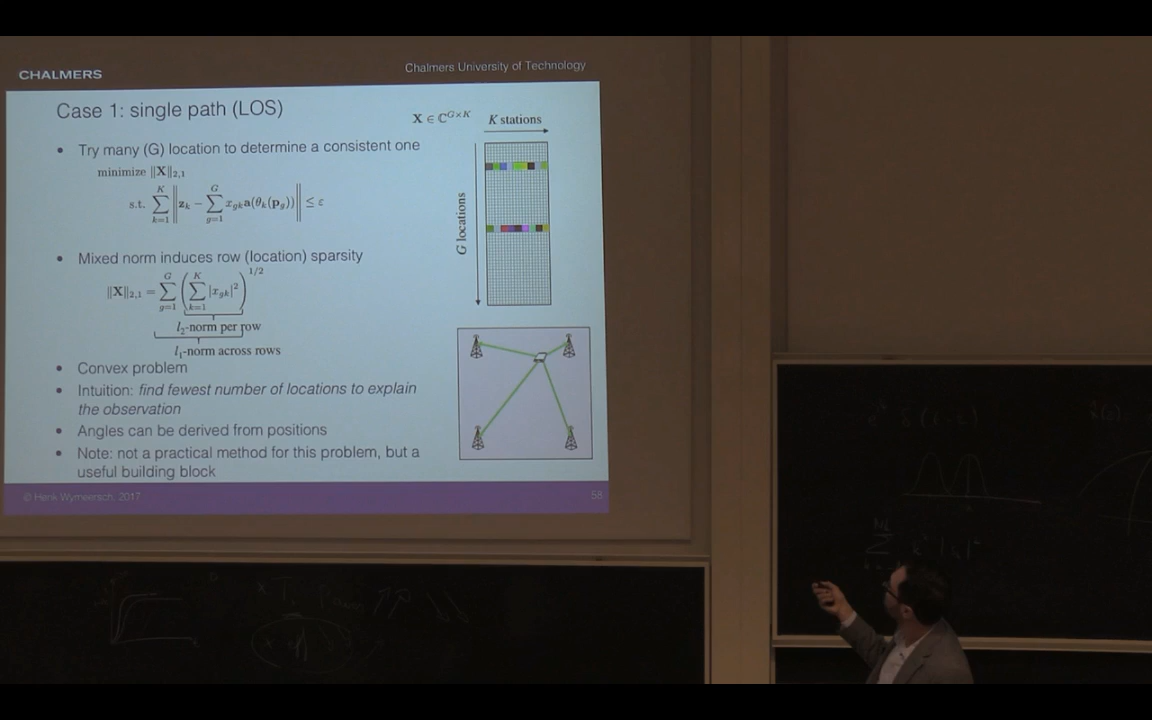 CHALMERS
Chalmers University of Technology
Case 1: single path (LOS)
X ∈ ℂ^{G×K}
K stations
• Try many (G) location to determine a consistent one
minimize ||X||_{2,1}
s.t. \sum_{k=1}^{K} || z_k − \sum_{g=1}^{G} x_{gk} a(θ_k(p_g)) || ≤ ε
G locations
• Mixed norm induces row (location) sparsity
||X||_{2,1} = \sum_{g=1}^{G} ( \sum_{k=1}^{K} |x_{gk}|^2 )^{1/2}
l_2-norm per row
l_1-norm across rows
• Convex problem
• Intuition: find fewest number of locations to explain
the observation
• Angles can be derived from positions
• Note: not a practical method for this problem, but a
useful building block
© Henk Wymeersch, 2017
58